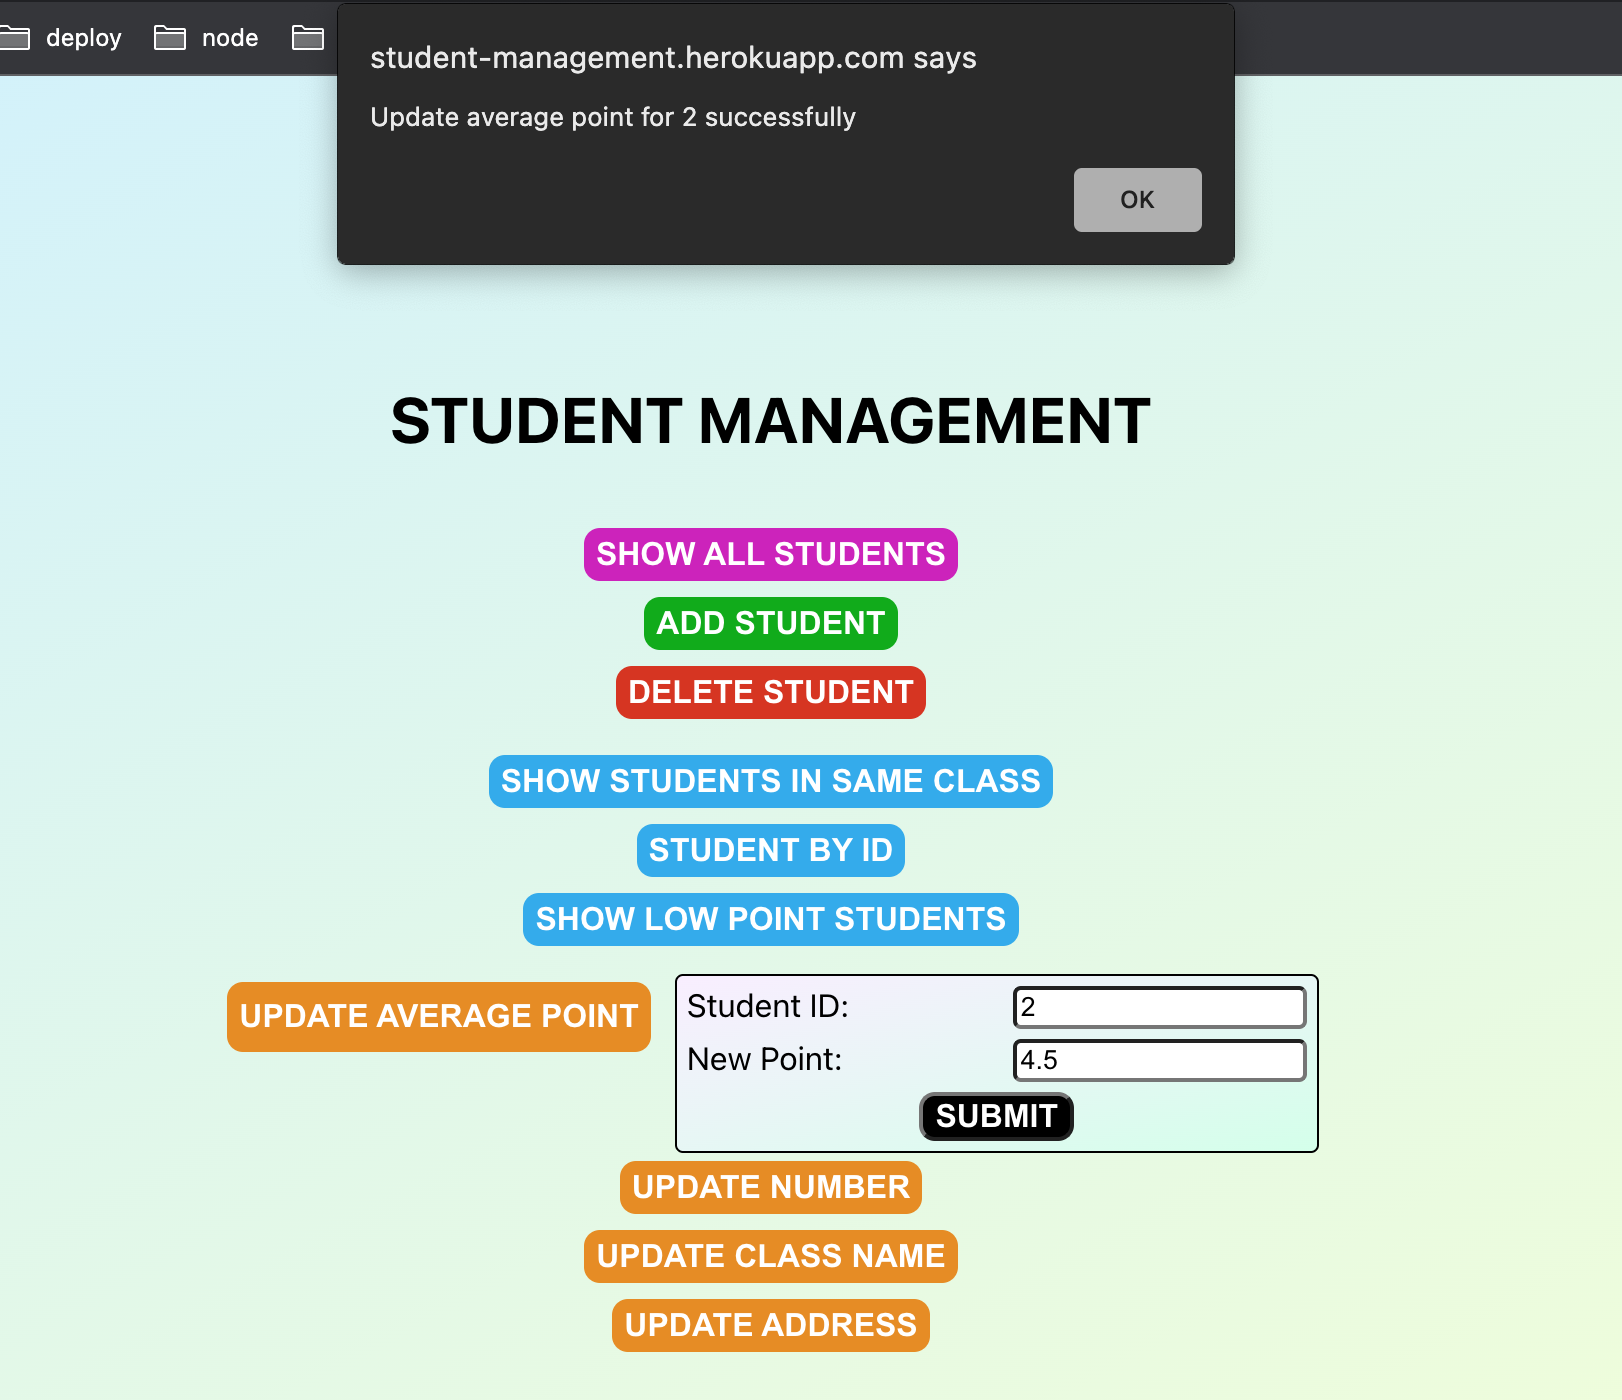 deploy node
student-management.herokuapp.com says
Update average point for 2 successfully
OK
STUDENT MANAGEMENT
SHOW ALL STUDENTS
ADD STUDENT
DELETE STUDENT
SHOW STUDENTS IN SAME CLASS
STUDENT BY ID
SHOW LOW POINT STUDENTS
UPDATE AVERAGE POINT
Student ID: 2
New Point: 4.5
SUBMIT
UPDATE NUMBER
UPDATE CLASS NAME
UPDATE ADDRESS